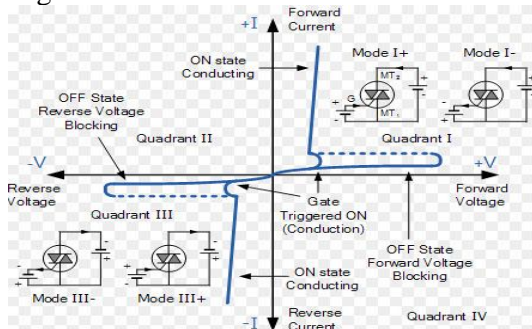 +I
Forward
Current
ON state
Conducting
Mode I+
Mode I-
MT₂
G
MT₁
OFF State
Reverse Voltage
Blocking
Quadrant II
Quadrant I
-V
+V
Reverse
Voltage
Forward
Voltage
Quadrant III
Gate
Triggered ON
(Conduction)
OFF State
Forward Voltage
Blocking
ON state
Conducting
Mode III-
Mode III+
-I
Reverse
Current
Quadrant IV